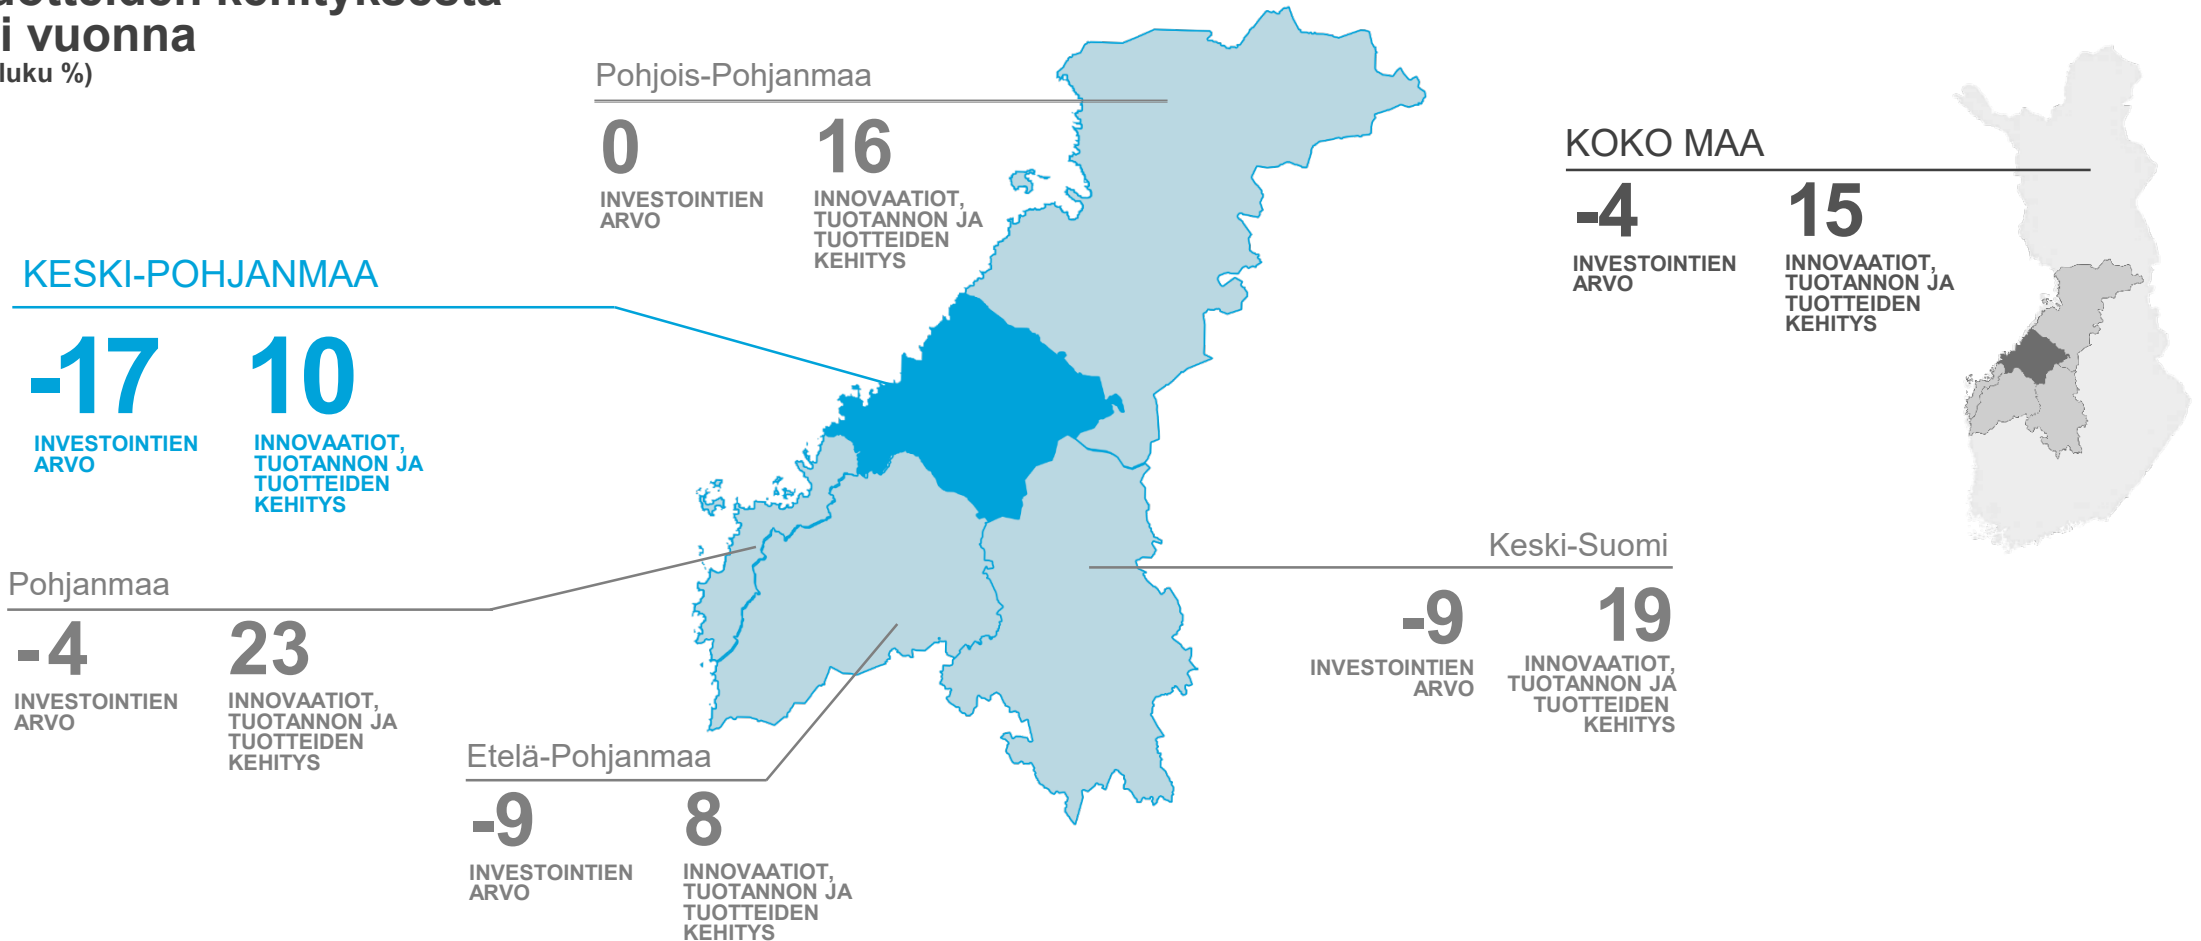 i vuonna
luku %)
Pohjois-Pohjanmaa
0
INVESTOINTIEN
ARVO
16
INNOVAATIOT,
TUOTANNON JA
TUOTTEIDEN
KEHITYS
KOKO MAA
-4
INVESTOINTIEN
ARVO
15
INNOVAATIOT,
TUOTANNON JA
TUOTTEIDEN
KEHITYS
KESKI-POHJANMAA
-17
INVESTOINTIEN
ARVO
10
INNOVAATIOT,
TUOTANNON JA
TUOTTEIDEN
KEHITYS
Keski-Suomi
-9
INVESTOINTIEN
ARVO
19
INNOVAATIOT,
TUOTANNON JA
TUOTTEIDEN
KEHITYS
Pohjanmaa
-4
INVESTOINTIEN
ARVO
23
INNOVAATIOT,
TUOTANNON JA
TUOTTEIDEN
KEHITYS
Etelä-Pohjanmaa
-9
INVESTOINTIEN
ARVO
8
INNOVAATIOT,
TUOTANNON JA
TUOTTEIDEN
KEHITYS